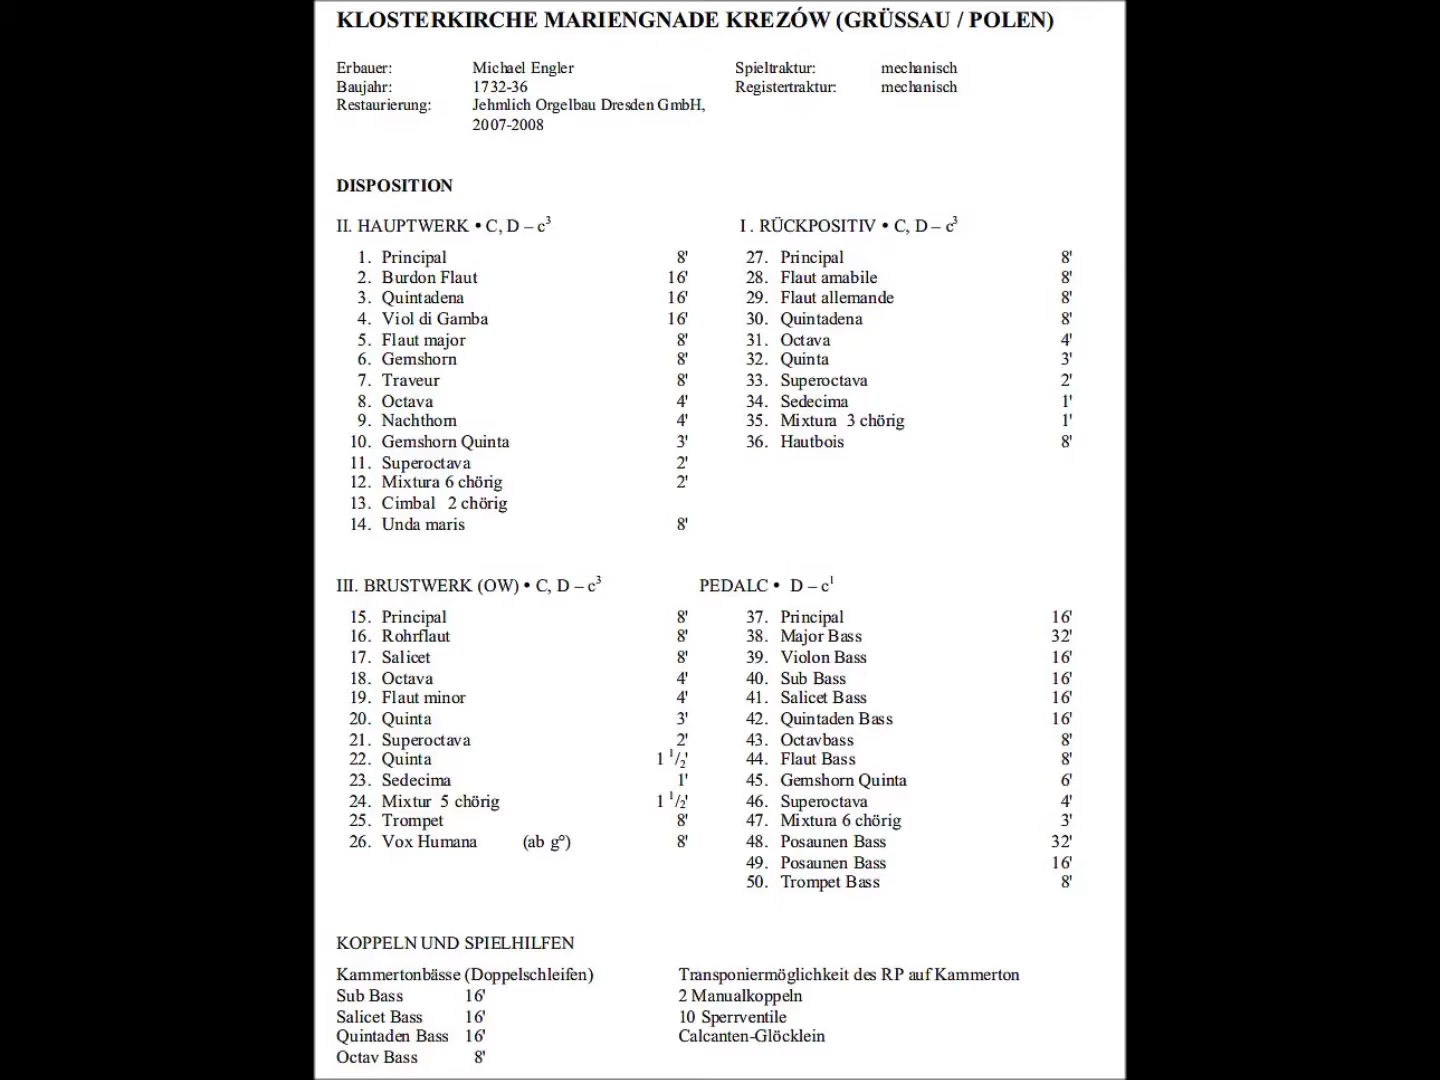 KLOSTERKIRCHE MARIENGNADE KREZÓW (GRÜSSAU / POLEN)
Erbauer: Michael Engler Spieltraktur: mechanisch
Baujahr: 1732-36 Registertraktur: mechanisch
Restaurierung: Jehmlich Orgelbau Dresden GmbH,
2007-2008
DISPOSITION
II. HAUPTWERK • C, D – c³
1. Principal 8'
2. Burdon Flaut 16'
3. Quintadena 16'
4. Viol di Gamba 16'
5. Flaut major 8'
6. Gemshorn 8'
7. Traveur 8'
8. Octava 4'
9. Nachthorn 4'
10. Gemshorn Quinta 3'
11. Superoctava 2'
12. Mixtura 6 chörig 2'
13. Cimbal 2 chörig
14. Unda maris 8'
I . RÜCKPOSITIV • C, D – c³
27. Principal 8'
28. Flaut amabile 8'
29. Flaut allemande 8'
30. Quintadena 8'
31. Octava 4'
32. Quinta 3'
33. Superoctava 2'
34. Sedecima 1'
35. Mixtura 3 chörig 1'
36. Hautbois 8'
III. BRUSTWERK (OW) • C, D – c³
15. Principal 8'
16. Rohrflaut 8'
17. Salicet 8'
18. Octava 4'
19. Flaut minor 4'
20. Quinta 3'
21. Superoctava 2'
22. Quinta 1 1/2'
23. Sedecima 1'
24. Mixtur 5 chörig 1 1/2'
25. Trompet 8'
26. Vox Humana (ab g°) 8'
PEDALC • D – c¹
37. Principal 16'
38. Major Bass 32'
39. Violon Bass 16'
40. Sub Bass 16'
41. Salicet Bass 16'
42. Quintaden Bass 16'
43. Octavbass 8'
44. Flaut Bass 8'
45. Gemshorn Quinta 6'
46. Superoctava 4'
47. Mixtura 6 chörig 3'
48. Posaunen Bass 32'
49. Posaunen Bass 16'
50. Trompet Bass 8'
KOPPELN UND SPIELHILFEN
Kammertonbässe (Doppelschleifen)
Sub Bass 16'
Salicet Bass 16'
Quintaden Bass 16'
Octav Bass 8'
Transponiermöglichkeit des RP auf Kammerton
2 Manualkoppeln
10 Sperrventile
Calcanten-Glöcklein